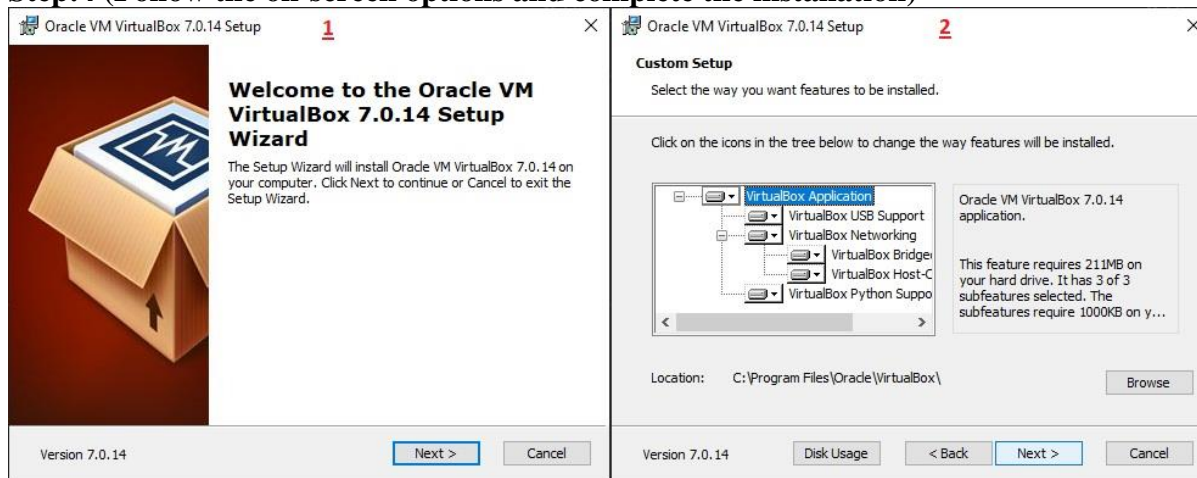 Step:4 (Follow the on-screen options and complete the installation)
Oracle VM VirtualBox 7.0.14 Setup
1
Welcome to the Oracle VM
VirtualBox 7.0.14 Setup
Wizard
The Setup Wizard will install Oracle VM VirtualBox 7.0.14 on
your computer. Click Next to continue or Cancel to exit the
Setup Wizard.
Version 7.0.14
Next >
Cancel
Oracle VM VirtualBox 7.0.14 Setup
2
Custom Setup
Select the way you want features to be installed.
Click on the icons in the tree below to change the way features will be installed.
VirtualBox Application
VirtualBox USB Support
VirtualBox Networking
VirtualBox Bridge
VirtualBox Host-C
VirtualBox Python Suppo
Oracle VM VirtualBox 7.0.14
application.
This feature requires 211MB on
your hard drive. It has 3 of 3
subfeatures selected. The
subfeatures require 1000KB on y...
Location: C:\Program Files\Oracle\VirtualBox\
Browse
Version 7.0.14
Disk Usage
< Back
Next >
Cancel